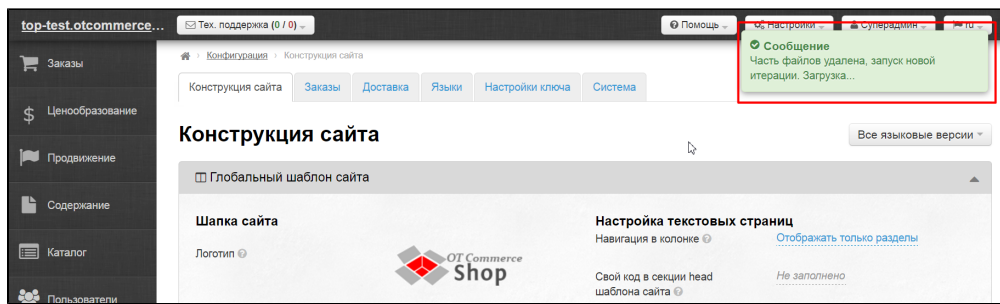 top-test.otcommerce... Тех. поддержка (0 / 0) Помощь Настройки Суперадмин ru
Сообщение
Часть файлов удалена, запуск новой
итерации. Загрузка...
Конфигурация Конструкция сайта
Конструкция сайта Заказы Доставка Языки Настройки ключа Система
Заказы
Ценообразование
Продвижение
Содержание
Каталог
Пользователи
Конструкция сайта Все языковые версии
Глобальный шаблон сайта
Шапка сайта
Логотип
OT Commerce
Shop
Настройка текстовых страниц
Навигация в колонке Отображать только разделы
Свой код в секции head Не заполнено
шаблона сайта